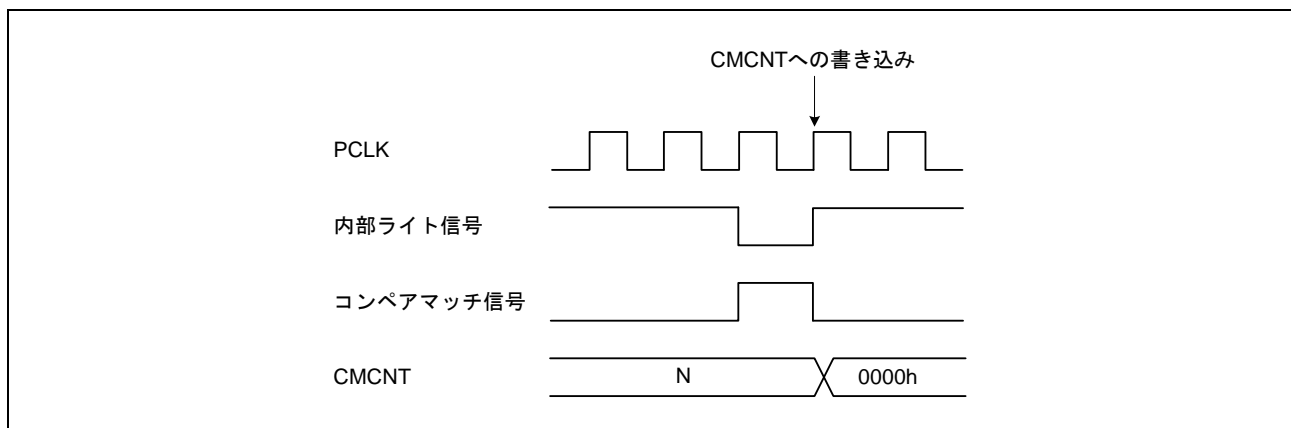 CMCNTへの書き込み
PCLK
内部ライト信号
コンペアマッチ信号
CMCNT
N
0000h